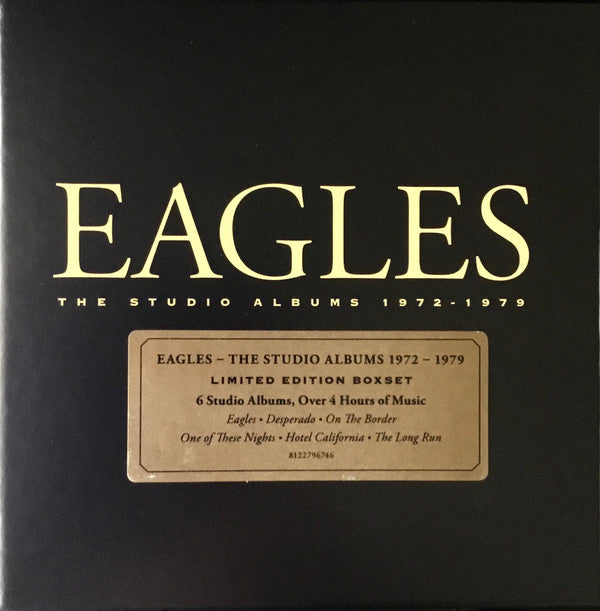 EAGLES
THE STUDIO ALBUMS 1972-1979
EAGLES – THE STUDIO ALBUMS 1972 – 1979
LIMITED EDITION BOXSET
6 Studio Albums, Over 4 Hours of Music
Eagles • Desperado • On The Border
One of These Nights • Hotel California • The Long Run
8122796746